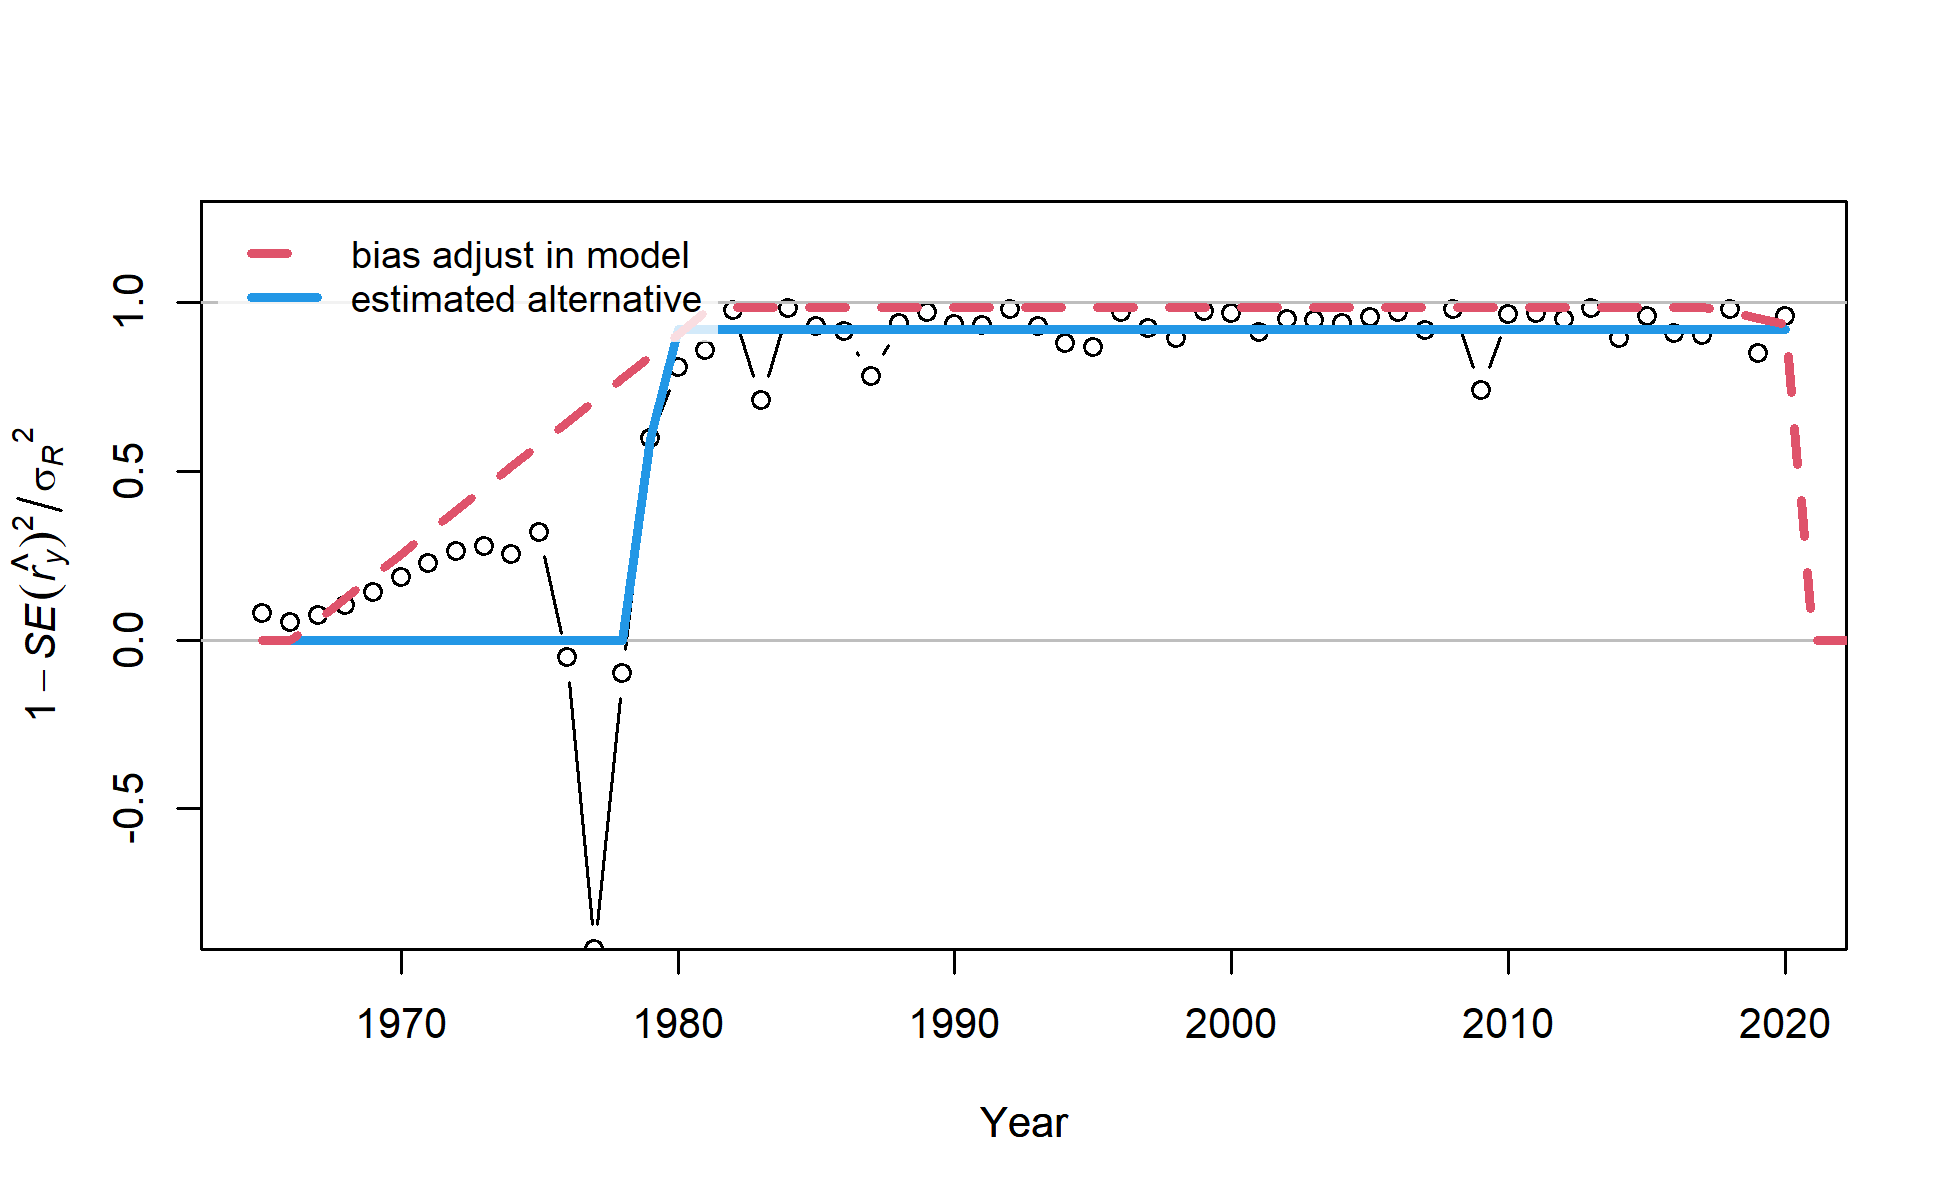 bias adjust in model
estimated alternative
1 − SE(r̂y)²/σR²
1.0
0.5
0.0
-0.5
1970 1980 1990 2000 2010 2020
Year